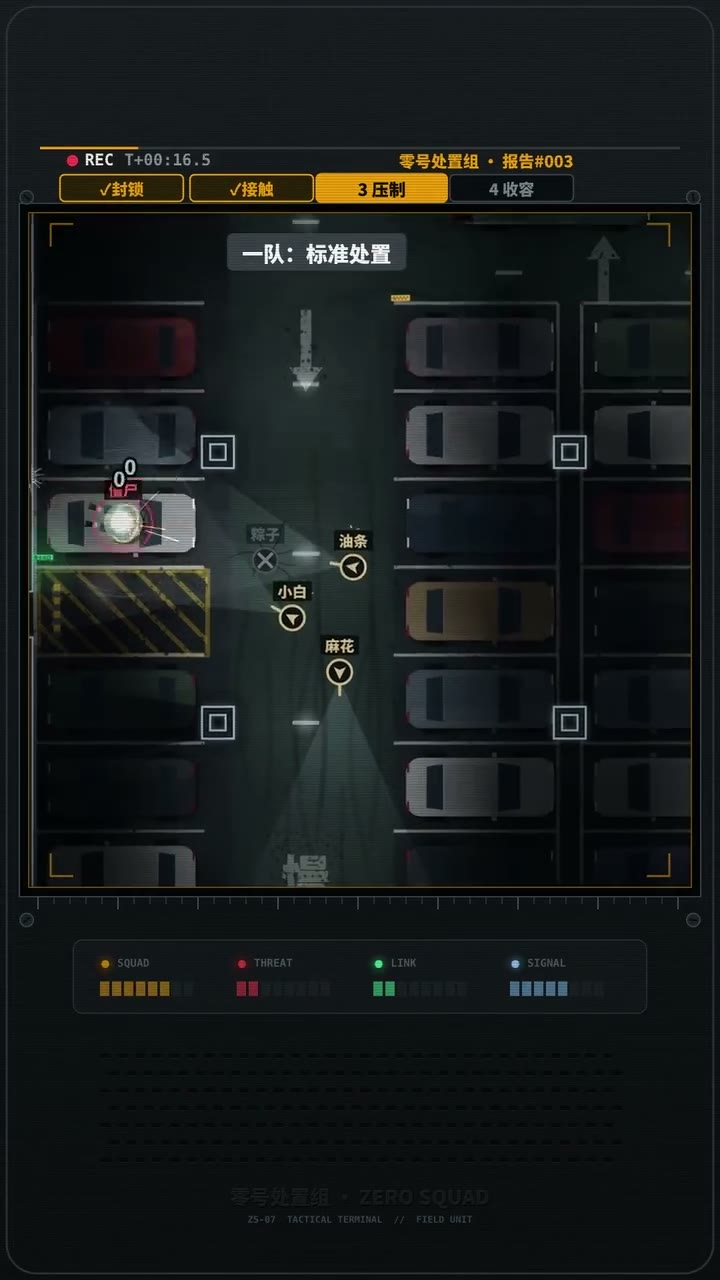 REC T+00:16.5
零号处置组 · 报告#003
✓封锁
✓接触
3 压制
4 收容
一队：标准处置
0
0
粽子
油条
小白
麻花
慢
SQUAD
THREAT
LINK
SIGNAL
零号处置组 · ZERO SQUAD
ZS-07 TACTICAL TERMINAL // FIELD UNIT